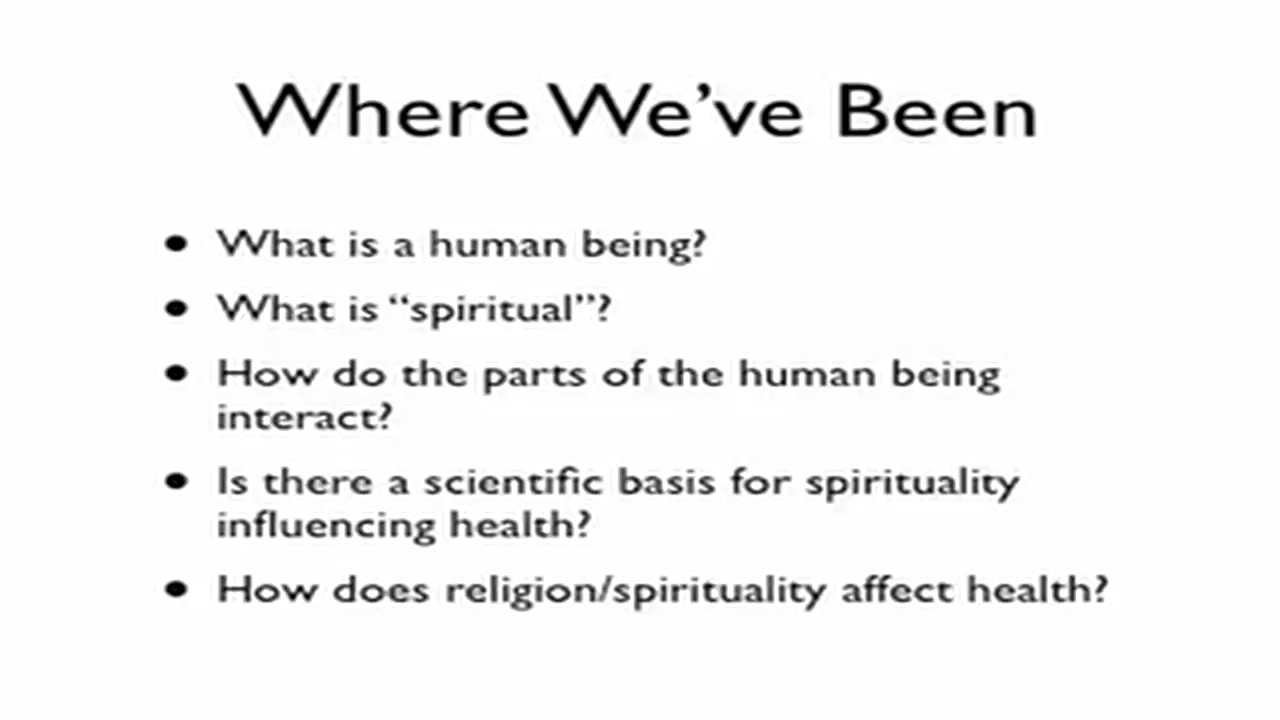 Where We’ve Been
• What is a human being?
• What is “spiritual”?
• How do the parts of the human being
interact?
• Is there a scientific basis for spirituality
influencing health?
• How does religion/spirituality affect health?